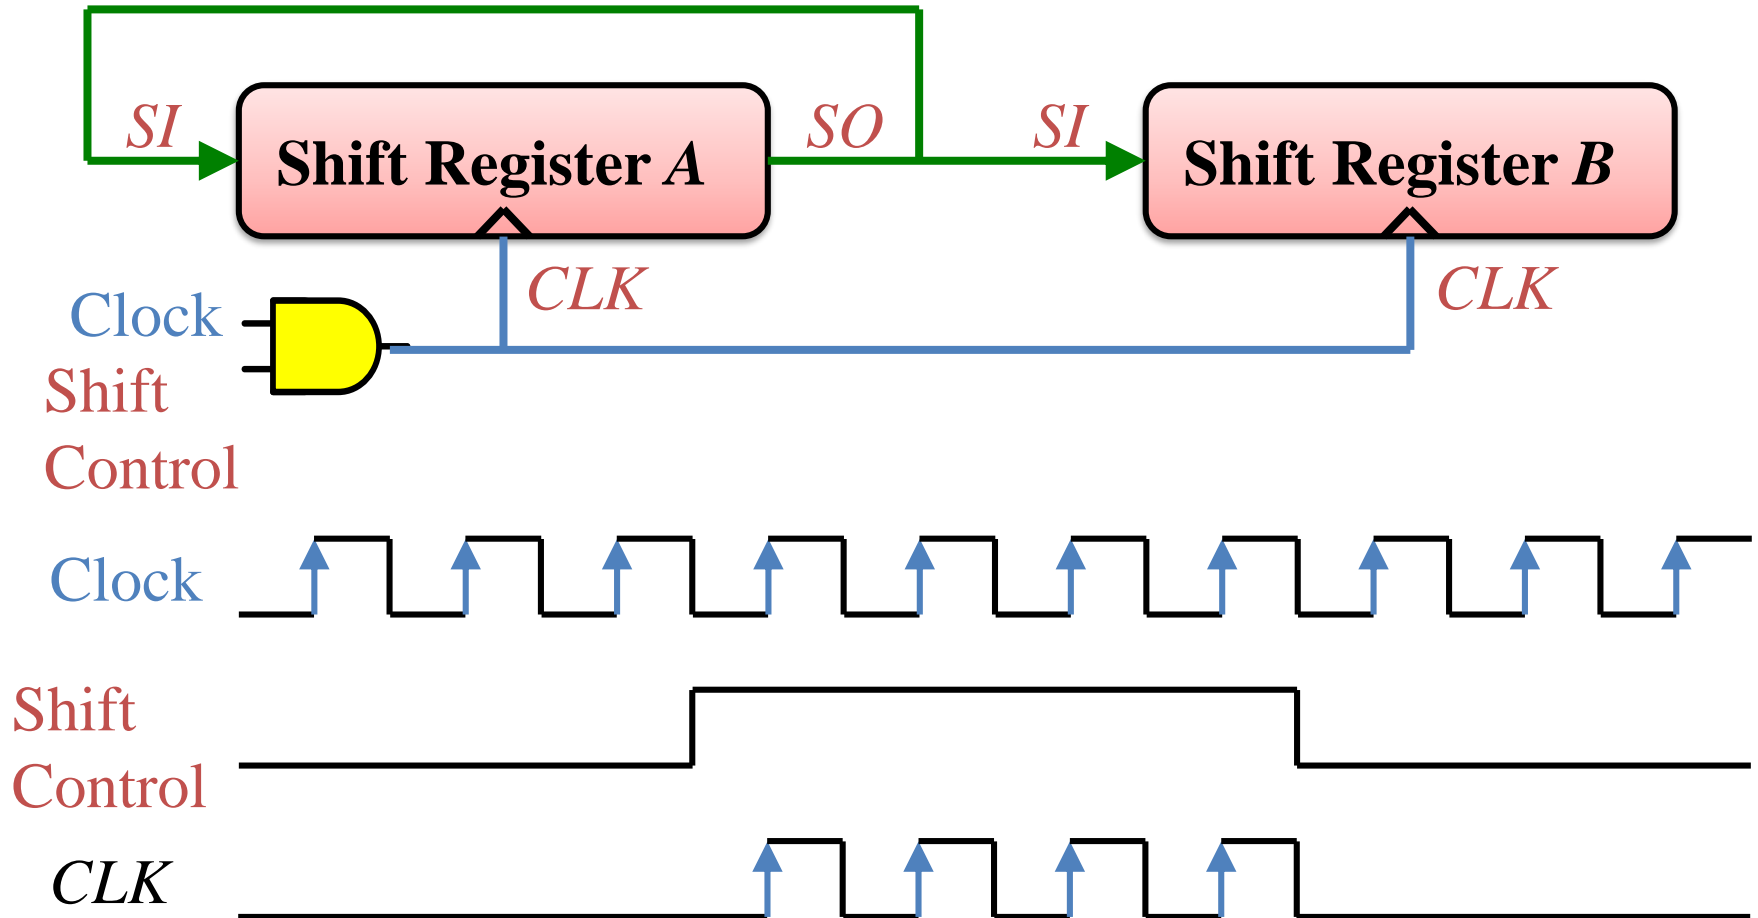 SI
SO
SI
Shift Register A
Shift Register B
CLK
CLK
Clock
Shift
Control
Clock
Shift
Control
CLK